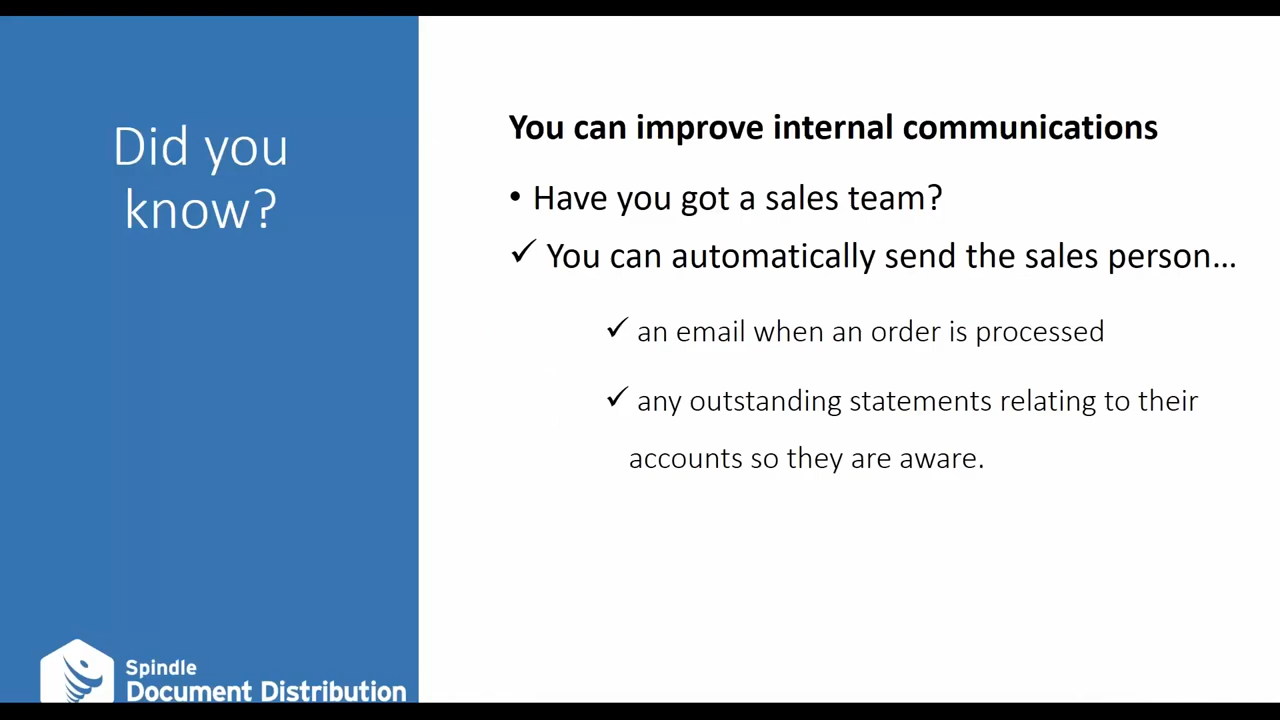 Did you
know?
You can improve internal communications
• Have you got a sales team?
✓ You can automatically send the sales person…
✓ an email when an order is processed
✓ any outstanding statements relating to their
accounts so they are aware.
Spindle
Document Distribution